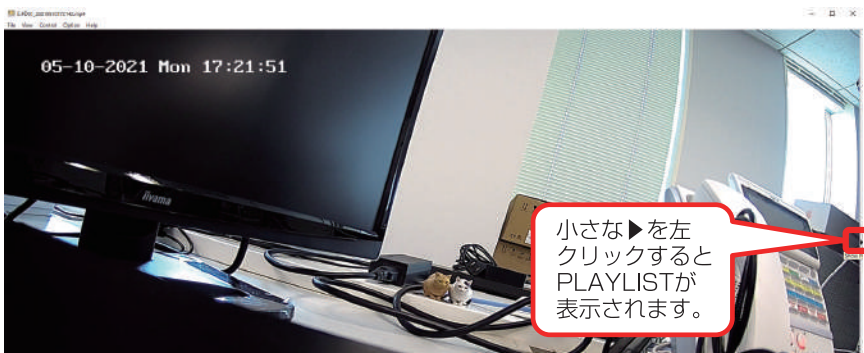 File View Control Option Help
05-10-2021 Mon 17:21:51
iiyama
小さな▶を左
クリックすると
PLAYLISTが
表示されます。